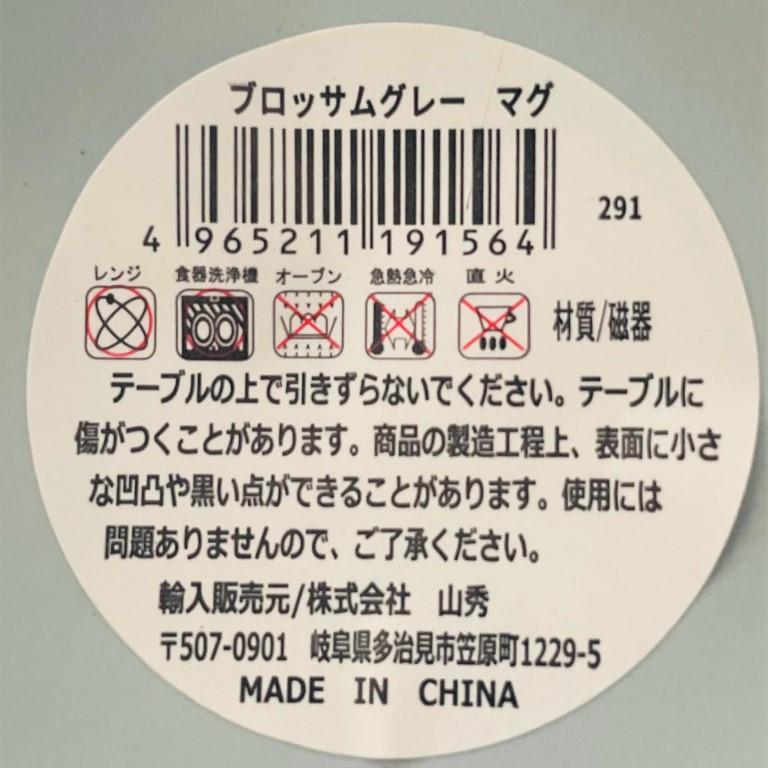 ブロッサムグレー マグ
291
4 965211 191564
レンジ 食器洗浄機 オーブン 急熱急冷 直火
材質/磁器
テーブルの上で引きずらないでください。テーブルに
傷がつくことがあります。商品の製造工程上、表面に小さ
な凹凸や黒い点ができることがあります。使用には
問題ありませんので、ご了承ください。
輸入販売元/株式会社 山秀
〒507-0901 岐阜県多治見市笠原町1229-5
MADE IN CHINA